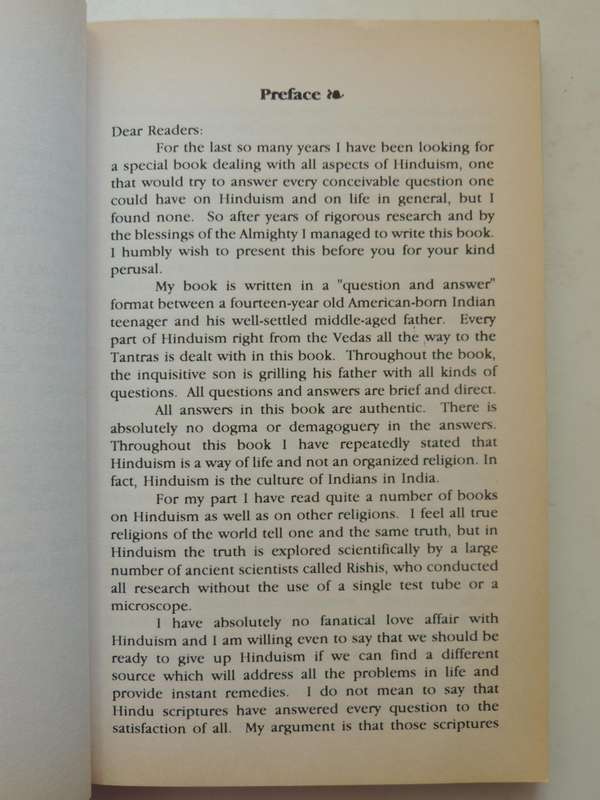 Preface
Dear Readers:
For the last so many years I have been looking for
a special book dealing with all aspects of Hinduism, one
that would try to answer every conceivable question one
could have on Hinduism and on life in general, but I
found none. So after years of rigorous research and by
the blessings of the Almighty I managed to write this book.
I humbly wish to present this before you for your kind
perusal.
My book is written in a "question and answer"
format between a fourteen-year old American-born Indian
teenager and his well-settled middle-aged father. Every
part of Hinduism right from the Vedas all the way to the
Tantras is dealt with in this book. Throughout the book,
the inquisitive son is grilling his father with all kinds of
questions. All questions and answers are brief and direct.
All answers in this book are authentic. There is
absolutely no dogma or demagoguery in the answers.
Throughout this book I have repeatedly stated that
Hinduism is a way of life and not an organized religion. In
fact, Hinduism is the culture of Indians in India.
For my part I have read quite a number of books
on Hinduism as well as on other religions. I feel all true
religions of the world tell one and the same truth, but in
Hinduism the truth is explored scientifically by a large
number of ancient scientists called Rishis, who conducted
all research without the use of a single test tube or a
microscope.
I have absolutely no fanatical love affair with
Hinduism and I am willing even to say that we should be
ready to give up Hinduism if we can find a different
source which will address all the problems in life and
provide instant remedies. I do not mean to say that
Hindu scriptures have answered every question to the
satisfaction of all. My argument is that those scriptures